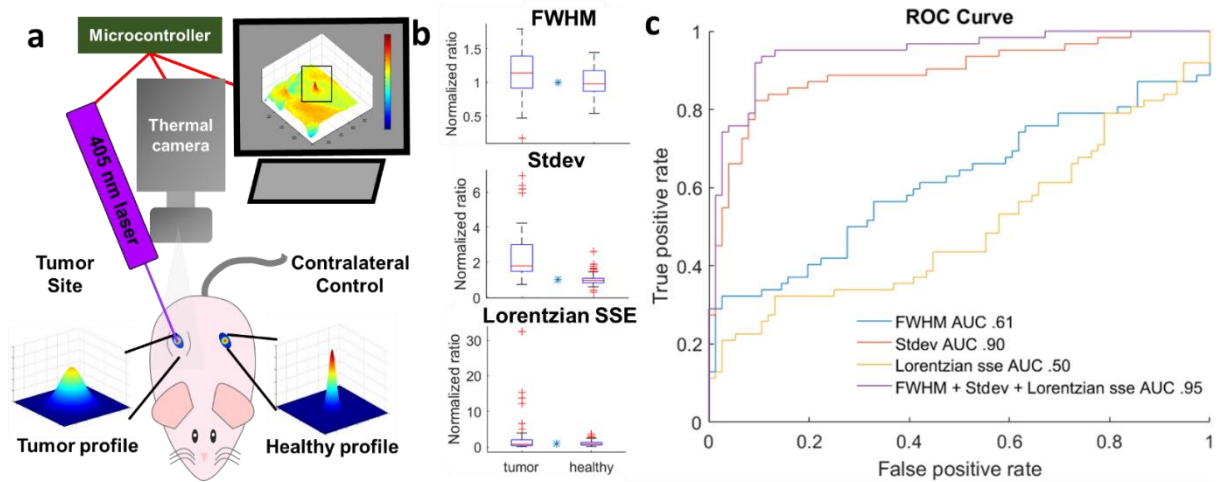 a
Microcontroller
Thermal
camera
405 nm laser
Tumor
Site
Contralateral
Control
Tumor profile
Healthy profile
b
FWHM
Normalized ratio
1.5
1
0.5
*
Stdev
Normalized ratio
6
4
2
0
*
Lorentzian SSE
Normalized ratio
30
20
10
0
*
tumor
healthy
c
ROC Curve
True positive rate
1
0.8
0.6
0.4
0.2
0
FWHM AUC .61
Stdev AUC .90
Lorentzian sse AUC .50
FWHM + Stdev + Lorentzian sse AUC .95
0
0.2
0.4
0.6
0.8
1
False positive rate